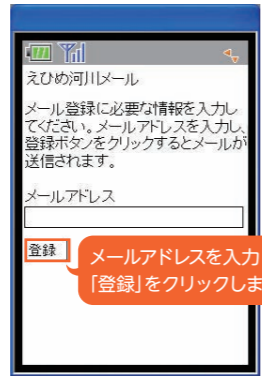 えひめ河川メール
メール登録に必要な情報を入力し
てください。メールアドレスを入力し、
登録ボタンをクリックするとメールが
送信されます。
メールアドレス
登録
メールアドレスを入力
「登録」をクリックしま